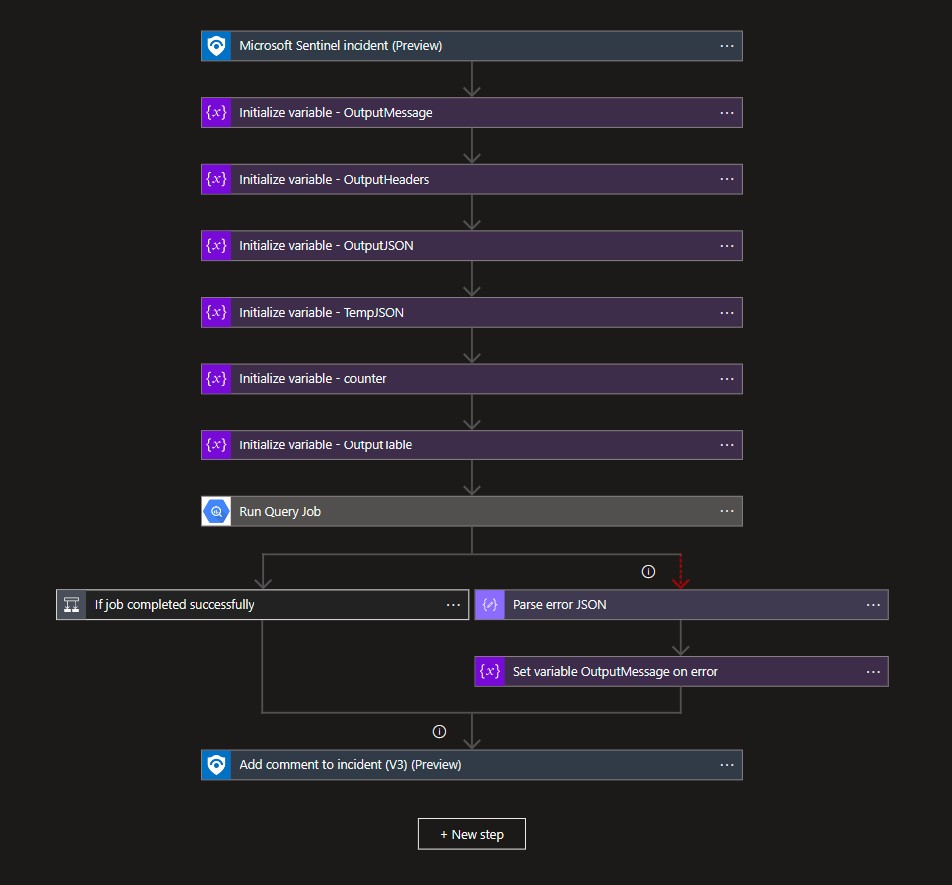 Microsoft Sentinel incident (Preview)
Initialize variable - OutputMessage
Initialize variable - OutputHeaders
Initialize variable - OutputJSON
Initialize variable - TempJSON
Initialize variable - counter
Initialize variable - OutputTable
Run Query Job
If job completed successfully
Parse error JSON
Set variable OutputMessage on error
Add comment to incident (V3) (Preview)
+ New step